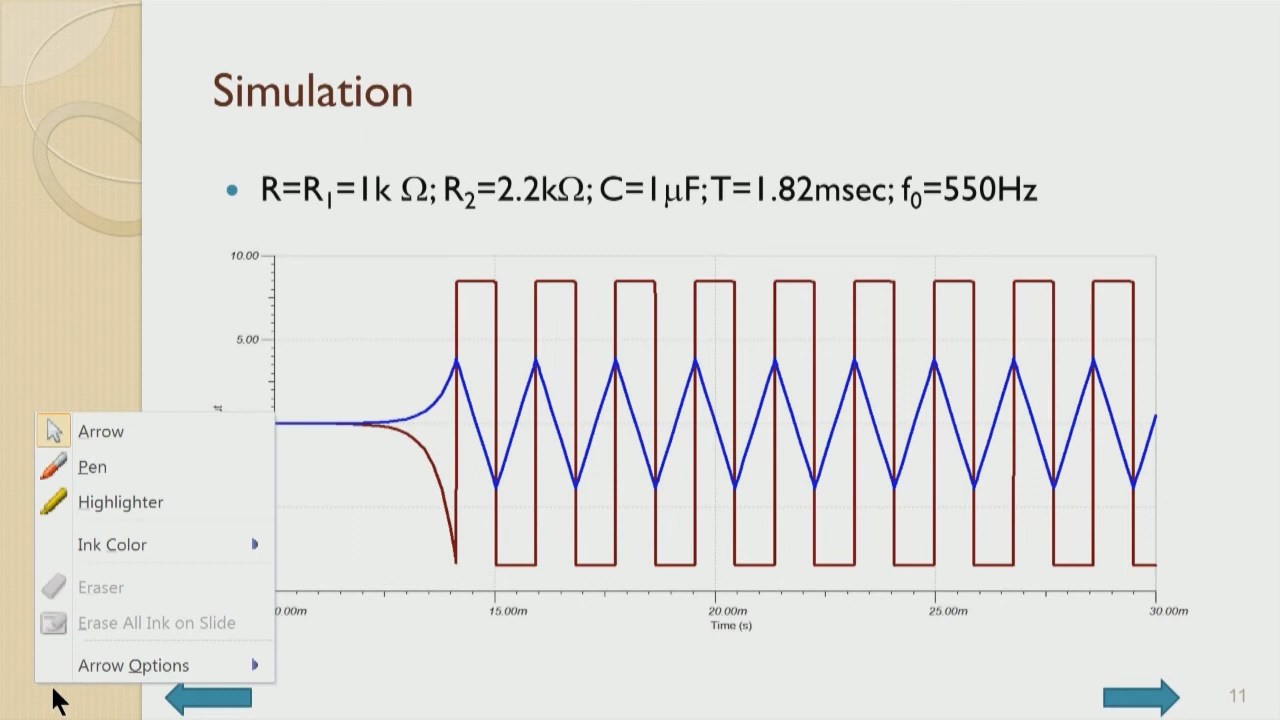 Simulation
• R=R₁=1k Ω; R₂=2.2kΩ; C=1µF; T=1.82msec; f₀=550Hz
10.00
5.00
Arrow
Pen
Highlighter
Ink Color
Eraser
Erase All Ink on Slide
Arrow Options
0.00m 15.00m 20.00m 25.00m 30.00m
Time (s)
11